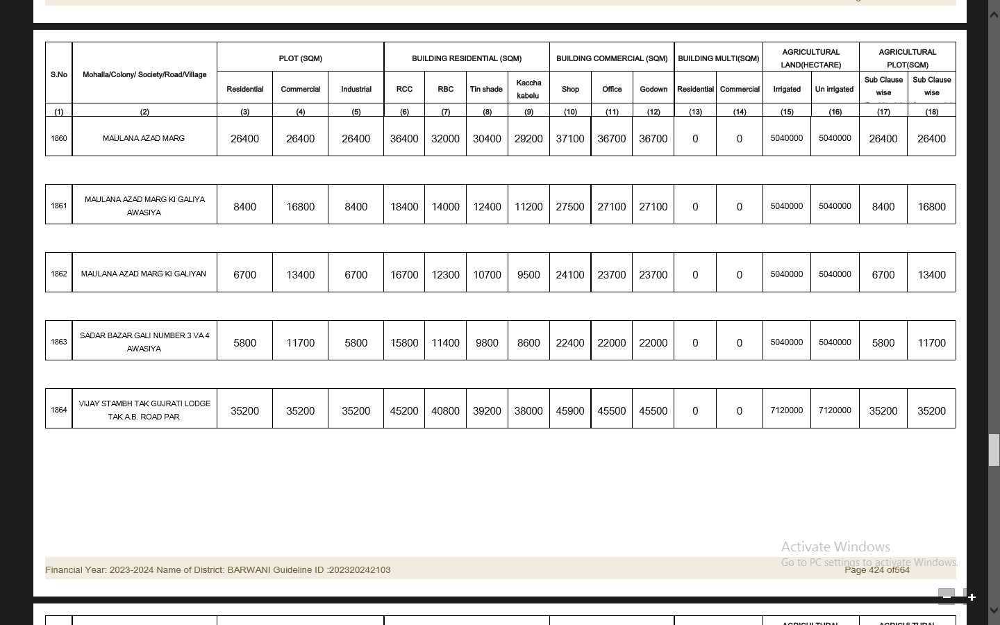 S.No Mohalla/Colony/ Society/Road/Village PLOT (SQM) BUILDING RESIDENTIAL (SQM) BUILDING COMMERCIAL (SQM) BUILDING MULTI(SQM) AGRICULTURAL LAND(HECTARE) AGRICULTURAL PLOT(SQM)
Residential Commercial Industrial RCC RBC Tin shade Kaccha kabelu Shop Office Godown Residential Commercial Irrigated Un irrigated Sub Clause wise Sub Clause wise
(1) (2) (3) (4) (5) (6) (7) (8) (9) (10) (11) (12) (13) (14) (15) (16) (17) (18)
1860 MAULANA AZAD MARG 26400 26400 26400 36400 32000 30400 29200 37100 36700 36700 0 0 5040000 5040000 26400 26400
1861 MAULANA AZAD MARG KI GALIYA AWASIYA 8400 16800 8400 18400 14000 12400 11200 27500 27100 27100 0 0 5040000 5040000 8400 16800
1862 MAULANA AZAD MARG KI GALIYAN 6700 13400 6700 16700 12300 10700 9500 24100 23700 23700 0 0 5040000 5040000 6700 13400
1863 SADAR BAZAR GALI NUMBER 3 VA 4 AWASIYA 5800 11700 5800 15800 11400 9800 8600 22400 22000 22000 0 0 5040000 5040000 5800 11700
1864 VIJAY STAMBH TAK GUJRATI LODGE TAK A.B. ROAD PAR 35200 35200 35200 45200 40800 39200 38000 45900 45500 45500 0 0 7120000 7120000 35200 35200
Activate Windows
Go to PC settings to activate Windows.
Financial Year: 2023-2024 Name of District: BARWANI Guideline ID :202320242103 Page 424 of564
AGRICULTURAL AGRICULTURAL